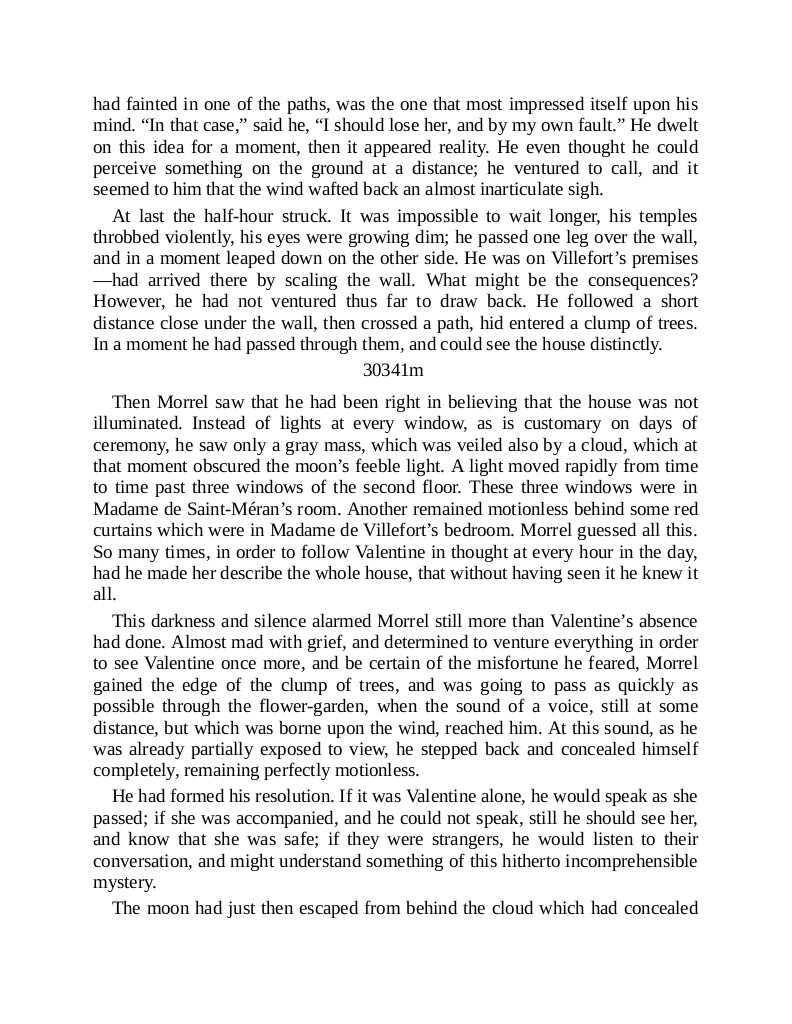 had fainted in one of the paths, was the one that most impressed itself upon his
mind. “In that case,” said he, “I should lose her, and by my own fault.” He dwelt
on this idea for a moment, then it appeared reality. He even thought he could
perceive something on the ground at a distance; he ventured to call, and it
seemed to him that the wind wafted back an almost inarticulate sigh.
At last the half-hour struck. It was impossible to wait longer, his temples
throbbed violently, his eyes were growing dim; he passed one leg over the wall,
and in a moment leaped down on the other side. He was on Villefort’s premises
—had arrived there by scaling the wall. What might be the consequences?
However, he had not ventured thus far to draw back. He followed a short
distance close under the wall, then crossed a path, hid entered a clump of trees.
In a moment he had passed through them, and could see the house distinctly.
30341m
Then Morrel saw that he had been right in believing that the house was not
illuminated. Instead of lights at every window, as is customary on days of
ceremony, he saw only a gray mass, which was veiled also by a cloud, which at
that moment obscured the moon’s feeble light. A light moved rapidly from time
to time past three windows of the second floor. These three windows were in
Madame de Saint-Méran’s room. Another remained motionless behind some red
curtains which were in Madame de Villefort’s bedroom. Morrel guessed all this.
So many times, in order to follow Valentine in thought at every hour in the day,
had he made her describe the whole house, that without having seen it he knew it
all.
This darkness and silence alarmed Morrel still more than Valentine’s absence
had done. Almost mad with grief, and determined to venture everything in order
to see Valentine once more, and be certain of the misfortune he feared, Morrel
gained the edge of the clump of trees, and was going to pass as quickly as
possible through the flower-garden, when the sound of a voice, still at some
distance, but which was borne upon the wind, reached him. At this sound, as he
was already partially exposed to view, he stepped back and concealed himself
completely, remaining perfectly motionless.
He had formed his resolution. If it was Valentine alone, he would speak as she
passed; if she was accompanied, and he could not speak, still he should see her,
and know that she was safe; if they were strangers, he would listen to their
conversation, and might understand something of this hitherto incomprehensible
mystery.
The moon had just then escaped from behind the cloud which had concealed